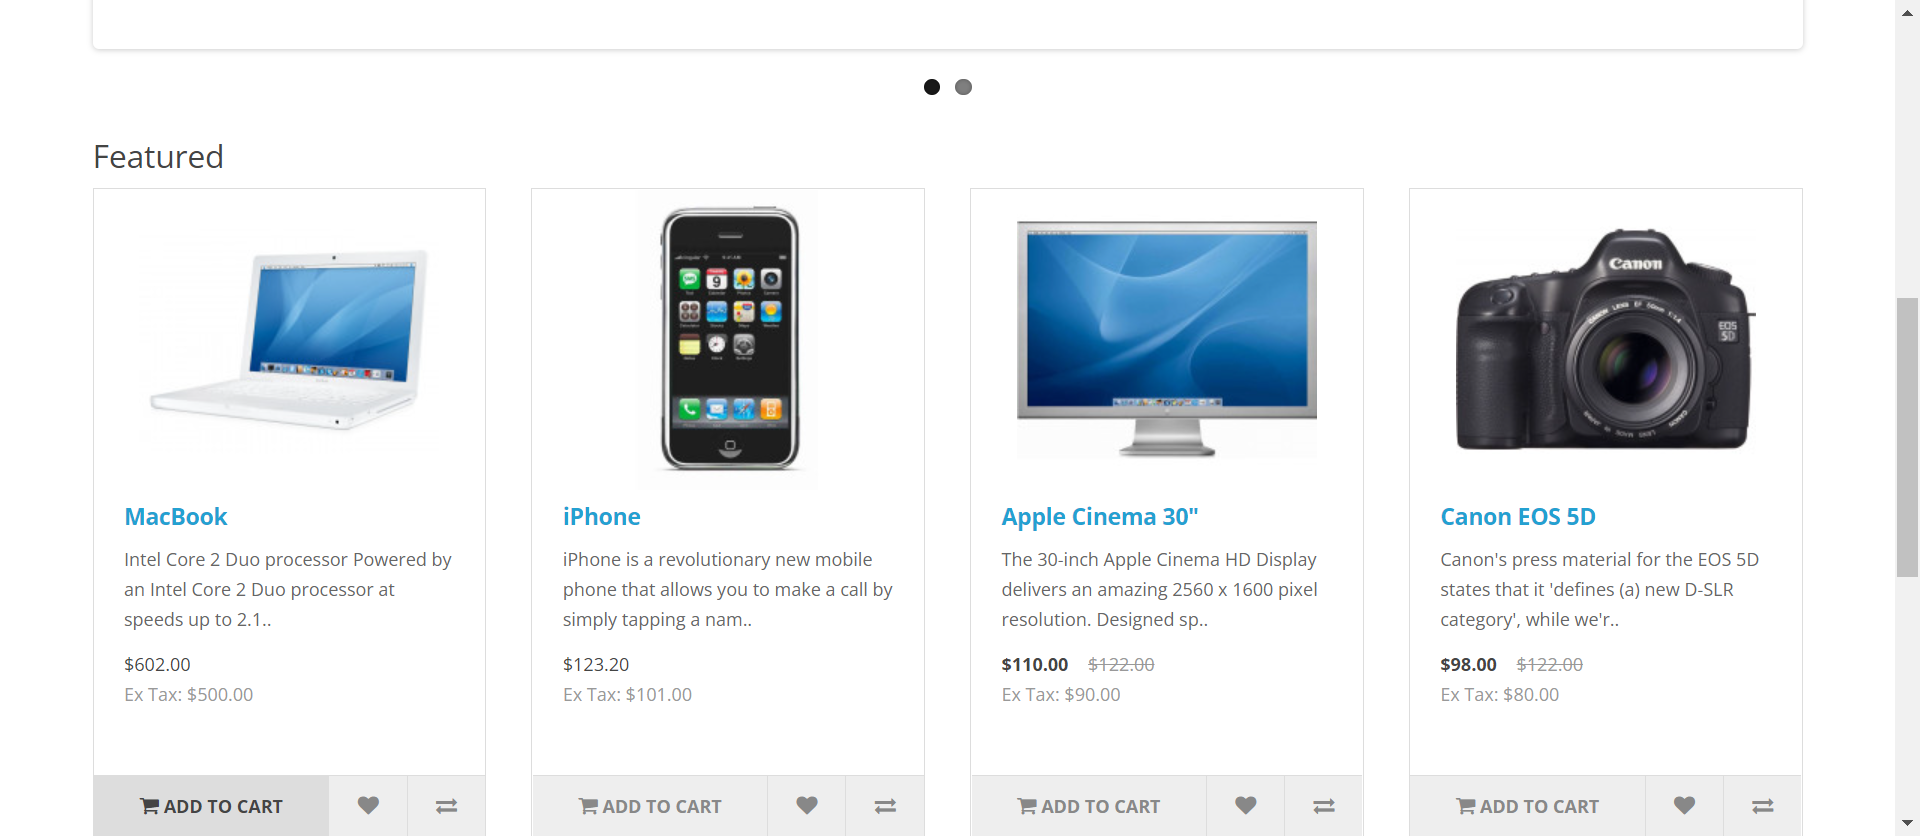 Featured
MacBook
Intel Core 2 Duo processor Powered by
an Intel Core 2 Duo processor at
speeds up to 2.1..
$602.00
Ex Tax: $500.00
ADD TO CART
iPhone
iPhone is a revolutionary new mobile
phone that allows you to make a call by
simply tapping a nam..
$123.20
Ex Tax: $101.00
ADD TO CART
Apple Cinema 30"
The 30-inch Apple Cinema HD Display
delivers an amazing 2560 x 1600 pixel
resolution. Designed sp..
$110.00 $122.00
Ex Tax: $90.00
ADD TO CART
Canon
EOS
5D
Canon EOS 5D
Canon's press material for the EOS 5D
states that it 'defines (a) new D-SLR
category', while we'r..
$98.00 $122.00
Ex Tax: $80.00
ADD TO CART